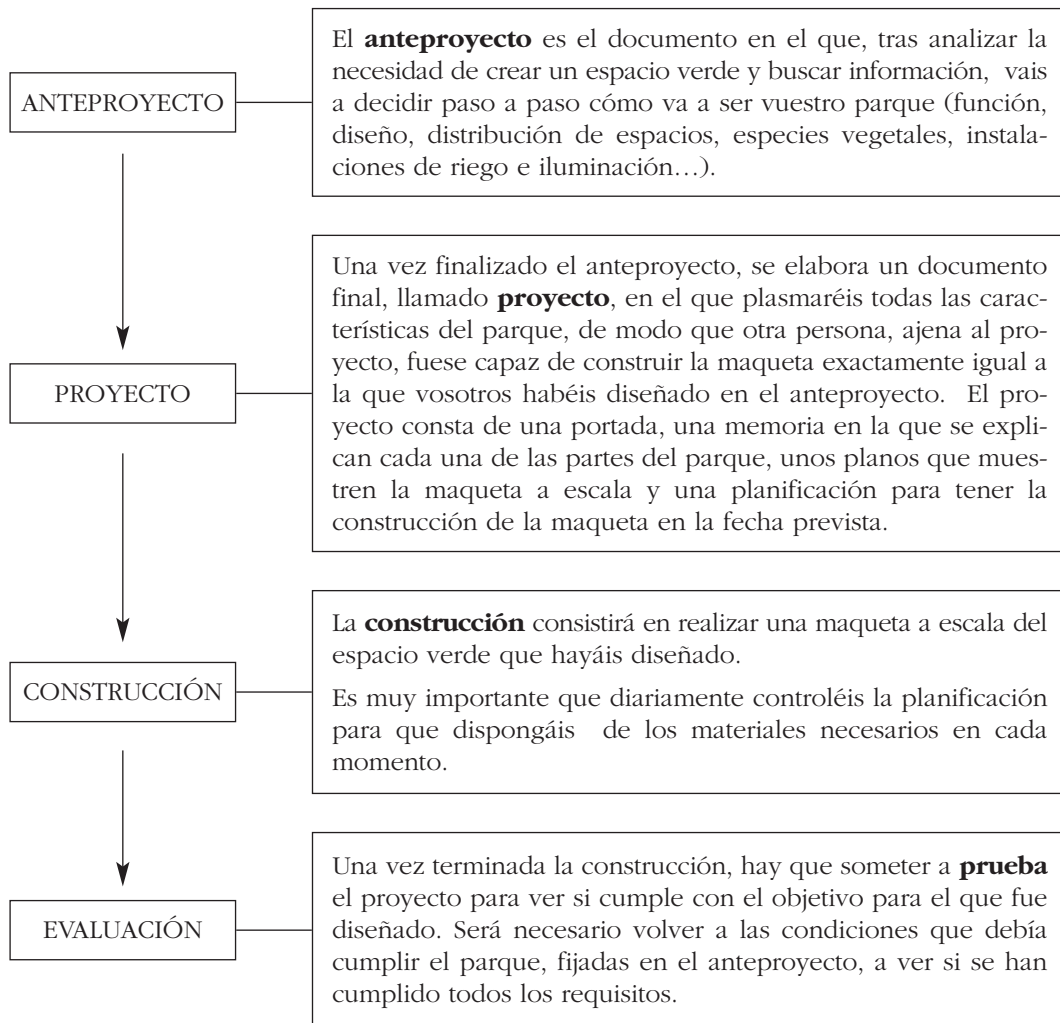 ANTEPROYECTO
El anteproyecto es el documento en el que, tras analizar la
necesidad de crear un espacio verde y buscar información, vais
a decidir paso a paso cómo va a ser vuestro parque (función,
diseño, distribución de espacios, especies vegetales, instala-
ciones de riego e iluminación…).
PROYECTO
Una vez finalizado el anteproyecto, se elabora un documento
final, llamado proyecto, en el que plasmaréis todas las carac-
terísticas del parque, de modo que otra persona, ajena al pro-
yecto, fuese capaz de construir la maqueta exactamente igual a
la que vosotros habéis diseñado en el anteproyecto. El pro-
yecto consta de una portada, una memoria en la que se expli-
can cada una de las partes del parque, unos planos que mues-
tren la maqueta a escala y una planificación para tener la
construcción de la maqueta en la fecha prevista.
CONSTRUCCIÓN
La construcción consistirá en realizar una maqueta a escala del
espacio verde que hayáis diseñado.
Es muy importante que diariamente controléis la planificación
para que dispongáis de los materiales necesarios en cada
momento.
EVALUACIÓN
Una vez terminada la construcción, hay que someter a prueba
el proyecto para ver si cumple con el objetivo para el que fue
diseñado. Será necesario volver a las condiciones que debía
cumplir el parque, fijadas en el anteproyecto, a ver si se han
cumplido todos los requisitos.